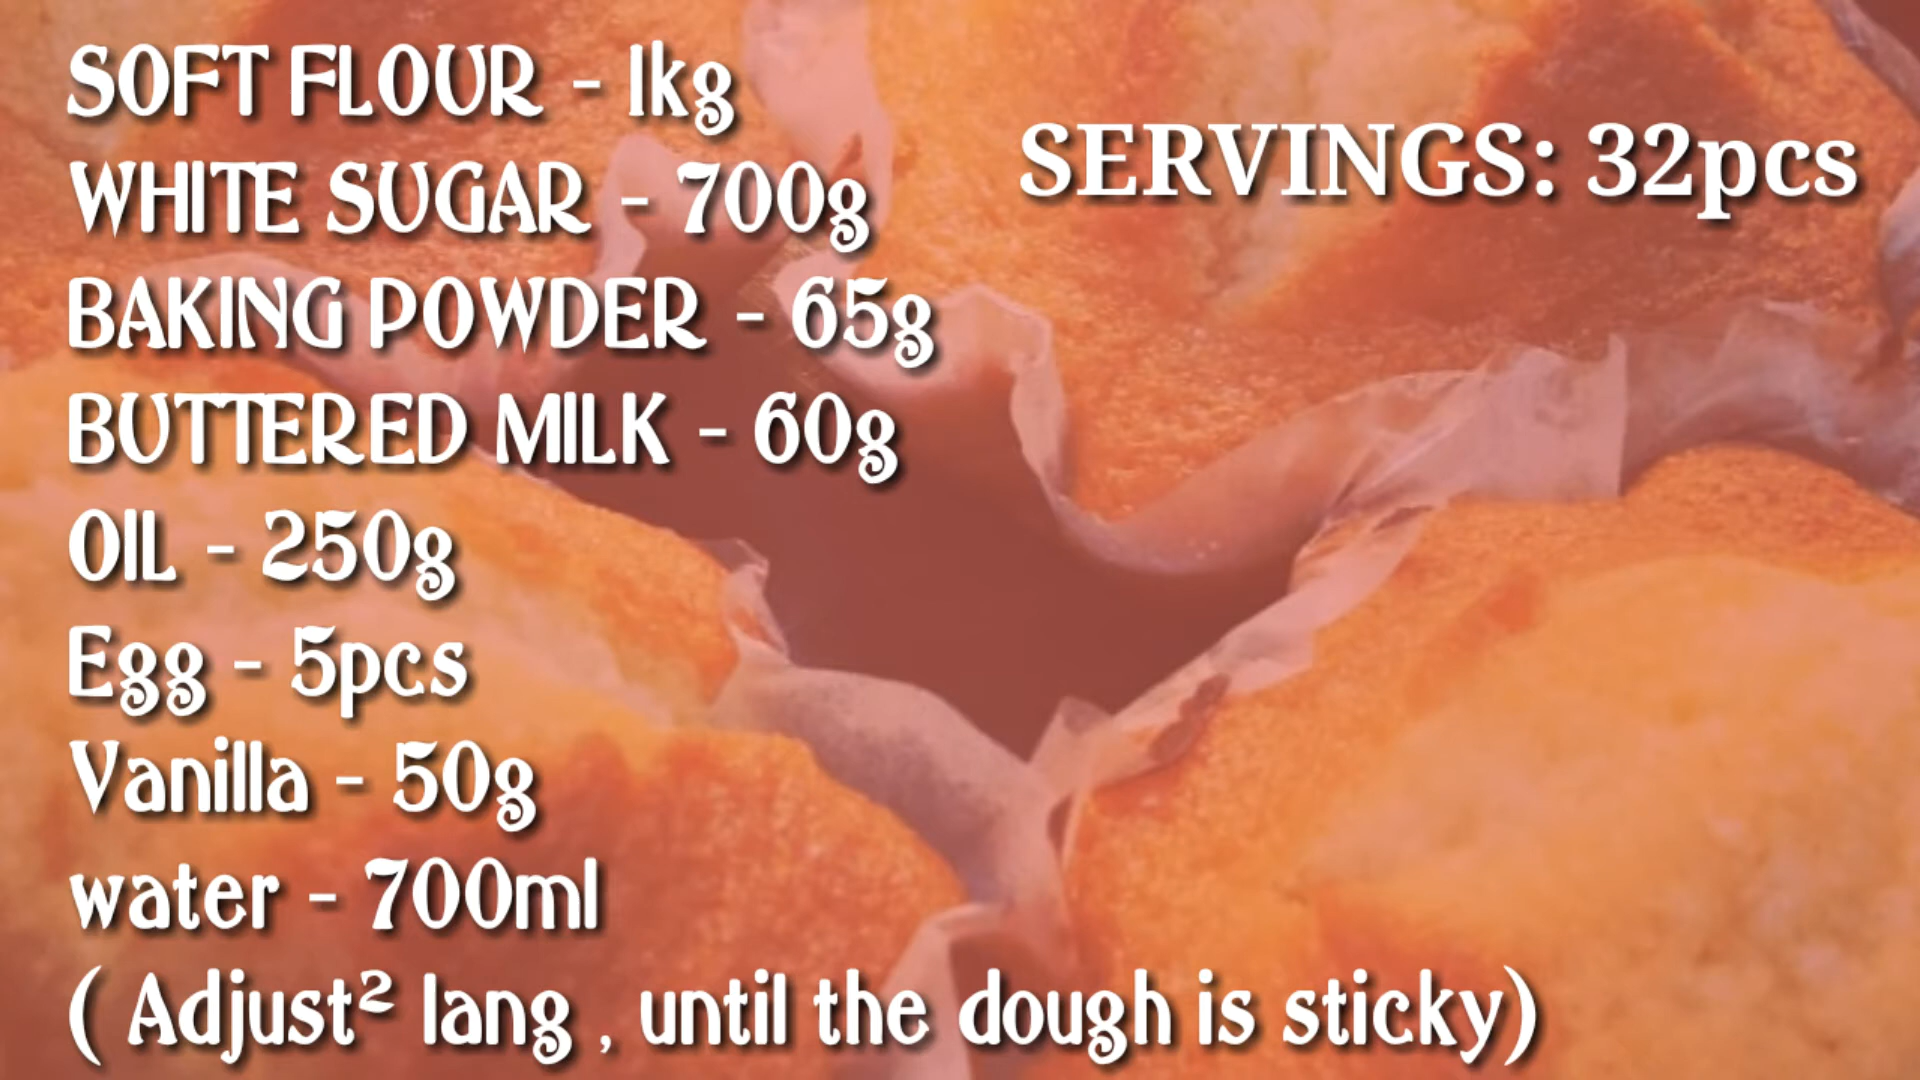 SOFT FLOUR - 1kg
WHITE SUGAR - 700g
BAKING POWDER - 65g
BUTTERED MILK - 60g
OIL - 250g
Egg - 5pcs
Vanilla - 50g
water - 700ml
( Adjust² lang , until the dough is sticky)
SERVINGS: 32pcs